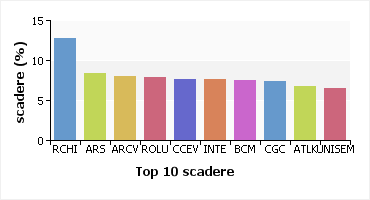 15
10
5
0
scadere (%)
RCHI ARS ARCV ROLU CCEV INTE BCM CGC ATLK UNISEM
Top 10 scadere